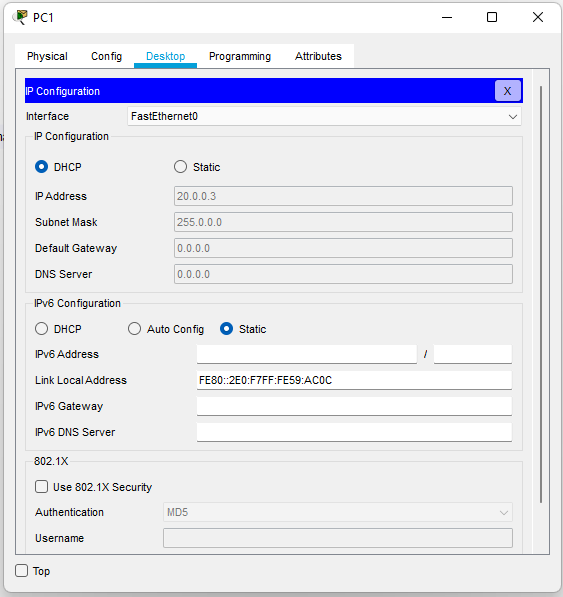 PC1
Physical Config Desktop Programming Attributes
IP Configuration X
Interface FastEthernet0
IP Configuration
DHCP Static
IP Address 20.0.0.3
Subnet Mask 255.0.0.0
Default Gateway 0.0.0.0
DNS Server 0.0.0.0
IPv6 Configuration
DHCP Auto Config Static
IPv6 Address /
Link Local Address FE80::2E0:F7FF:FE59:AC0C
IPv6 Gateway
IPv6 DNS Server
802.1X
Use 802.1X Security
Authentication MD5
Username
Top